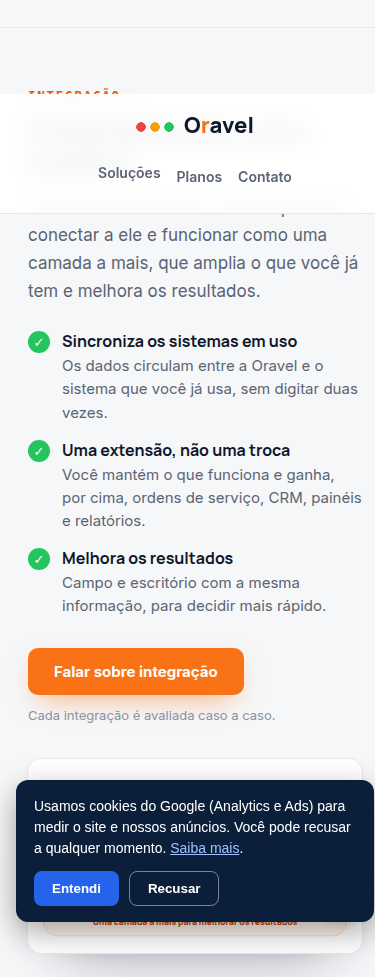 INTEGRAÇÃO
Oravel
Soluções Planos Contato
conectar a ele e funcionar como uma
camada a mais, que amplia o que você já
tem e melhora os resultados.
Sincroniza os sistemas em uso
Os dados circulam entre a Oravel e o
sistema que você já usa, sem digitar duas
vezes.
Uma extensão, não uma troca
Você mantém o que funciona e ganha,
por cima, ordens de serviço, CRM, painéis
e relatórios.
Melhora os resultados
Campo e escritório com a mesma
informação, para decidir mais rápido.
Falar sobre integração
Cada integração é avaliada caso a caso.
Usamos cookies do Google (Analytics e Ads) para
medir o site e nossos anúncios. Você pode recusar
a qualquer momento. Saiba mais.
Entendi Recusar
Uma camada a mais para melhorar os resultados